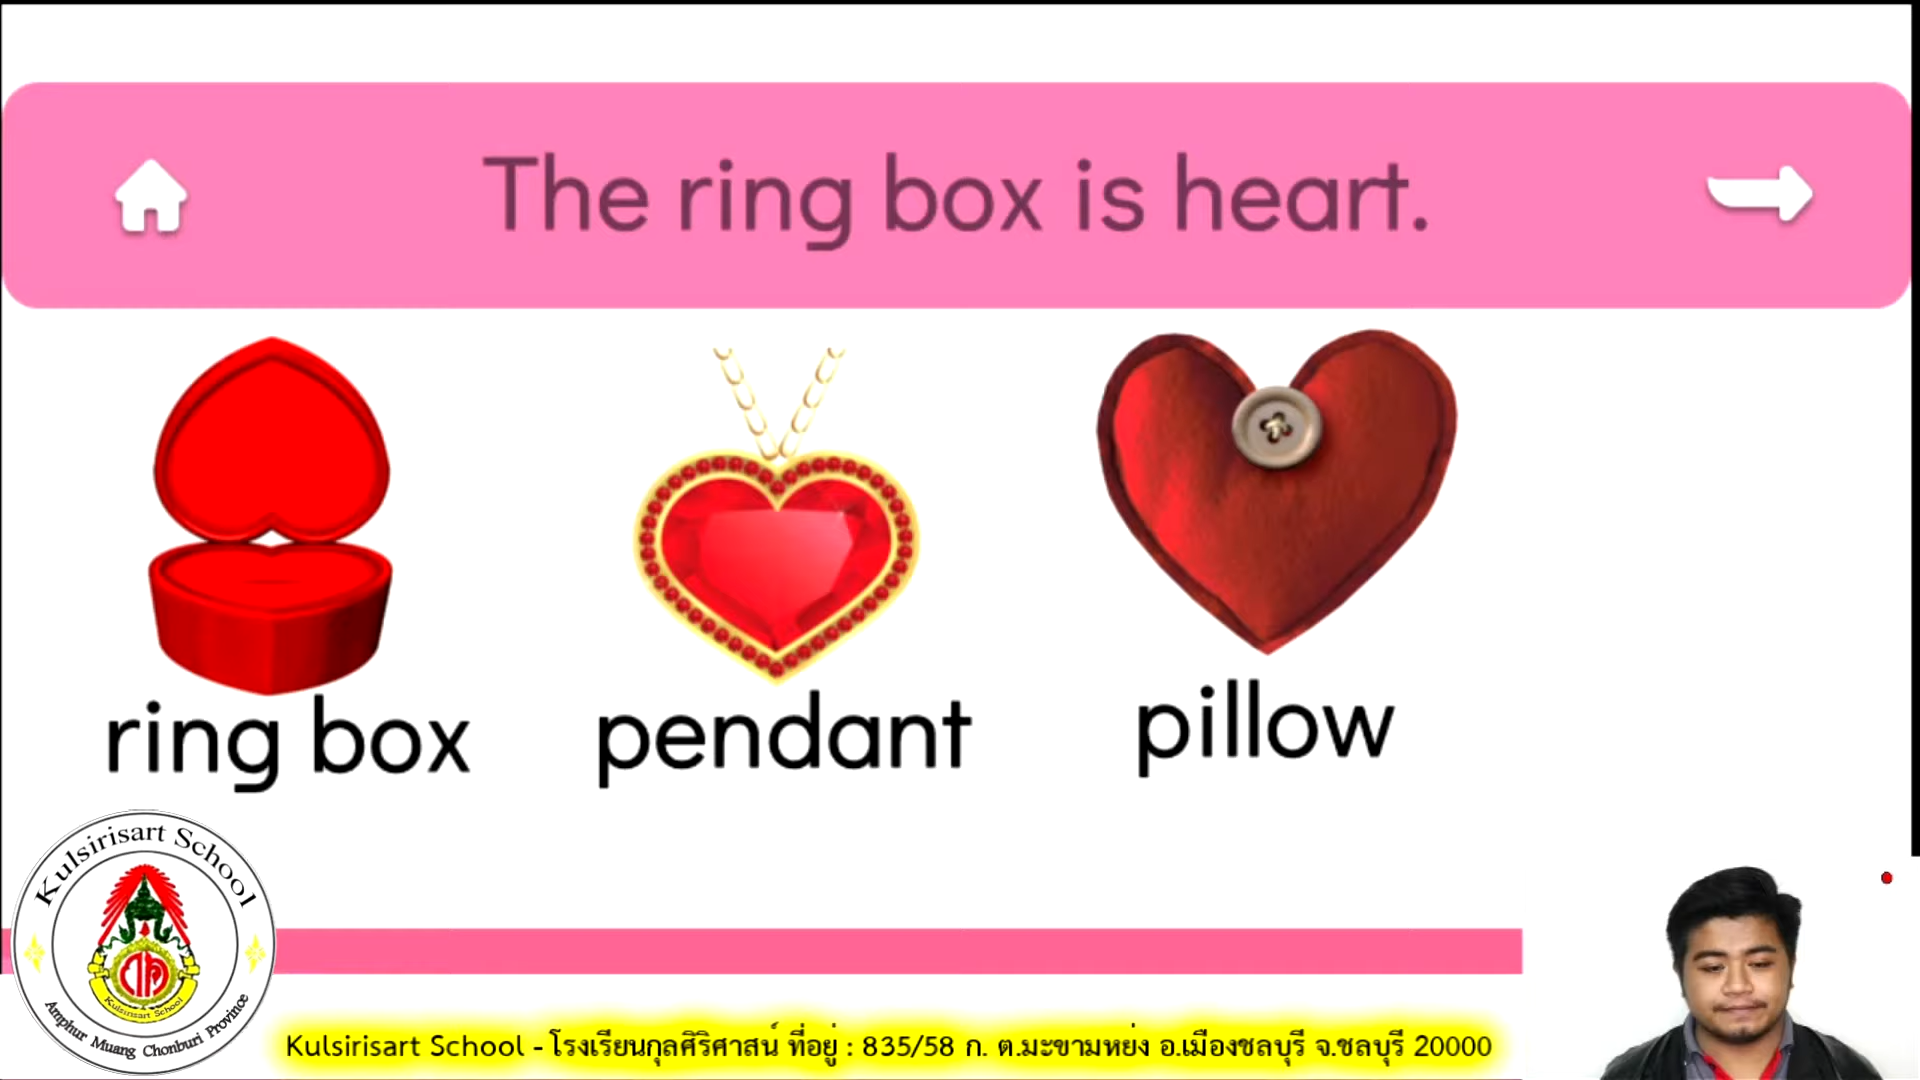 The ring box is heart.
ring box
pendant
pillow
Kulsirisart School
Kulsirisart School
Amphur Muang Chonburi Province
Kulsirisart School - โรงเรียนกุลศิริศาสน์ ที่อยู่ : 835/58 ก. ต.มะขามหย่ง อ.เมืองชลบุรี จ.ชลบุรี 20000